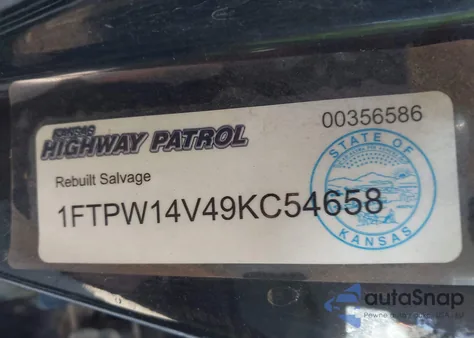 KANSAS
HIGHWAY PATROL
00356586
Rebuilt Salvage
1FTPW14V49KC54658
STATE OF
KANSAS
autoSnap